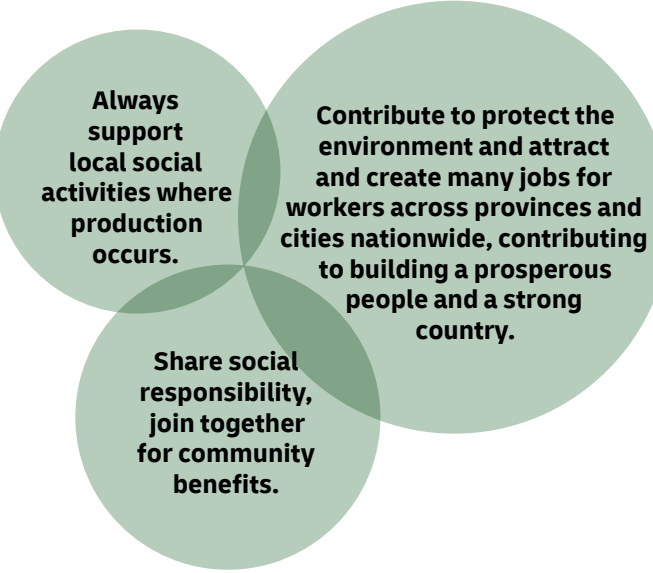 Always
support
local social
activities where
production
occurs.
Contribute to protect the
environment and attract
and create many jobs for
workers across provinces and
cities nationwide, contributing
to building a prosperous
people and a strong
country.
Share social
responsibility,
join together
for community
benefits.